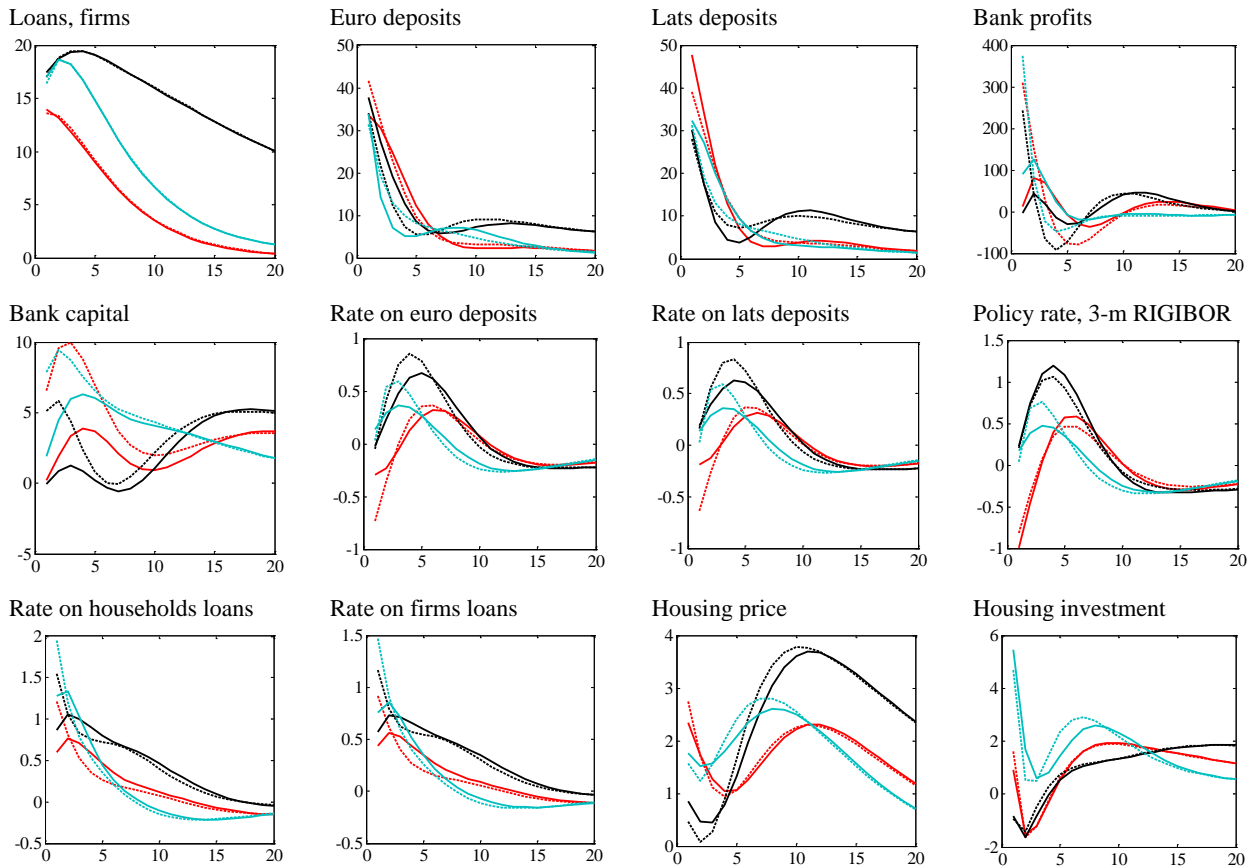 Loans, firms
Euro deposits
Lats deposits
Bank profits
20
15
10
5
0
0 5 10 15 20
50
40
30
20
10
0
0 5 10 15 20
50
40
30
20
10
0
0 5 10 15 20
400
300
200
100
0
-100
0 5 10 15 20
Bank capital
Rate on euro deposits
Rate on lats deposits
Policy rate, 3-m RIGIBOR
10
5
0
-5
0 5 10 15 20
1
0.5
0
-0.5
-1
0 5 10 15 20
1
0.5
0
-0.5
-1
0 5 10 15 20
1.5
1
0.5
0
-0.5
-1
0 5 10 15 20
Rate on households loans
Rate on firms loans
Housing price
Housing investment
2
1.5
1
0.5
0
-0.5
0 5 10 15 20
1.5
1
0.5
0
-0.5
0 5 10 15 20
4
3
2
1
0
0 5 10 15 20
6
4
2
0
-2
0 5 10 15 20